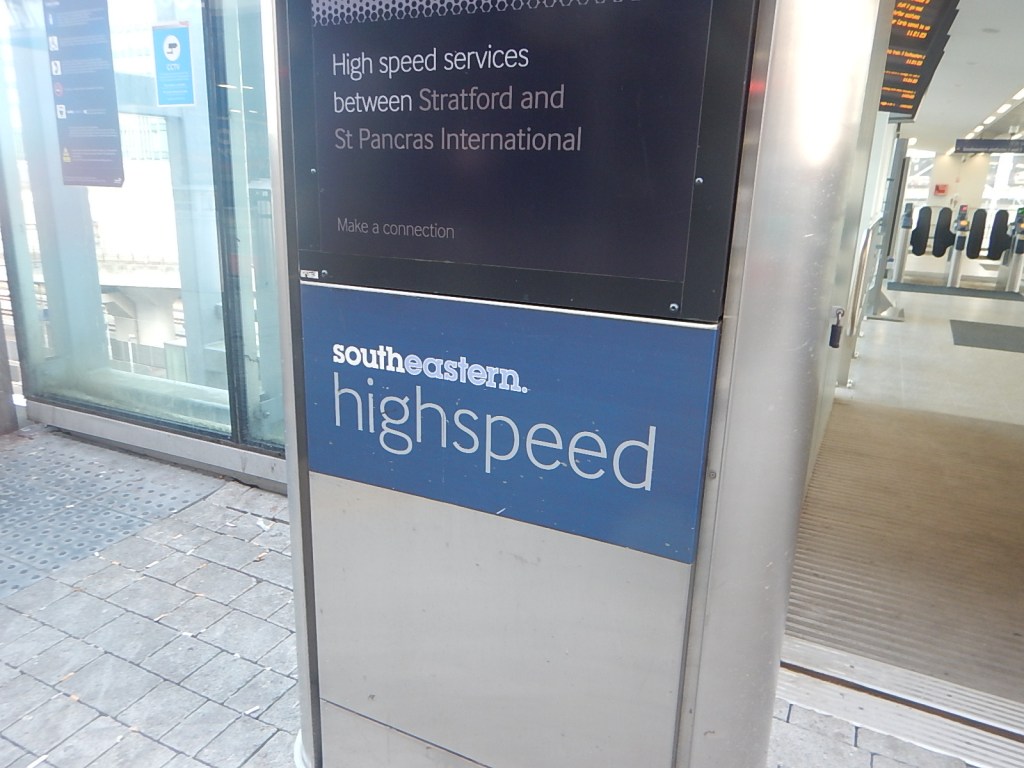 High speed services
between Stratford and
St Pancras International
Make a connection
southeastern.
highspeed